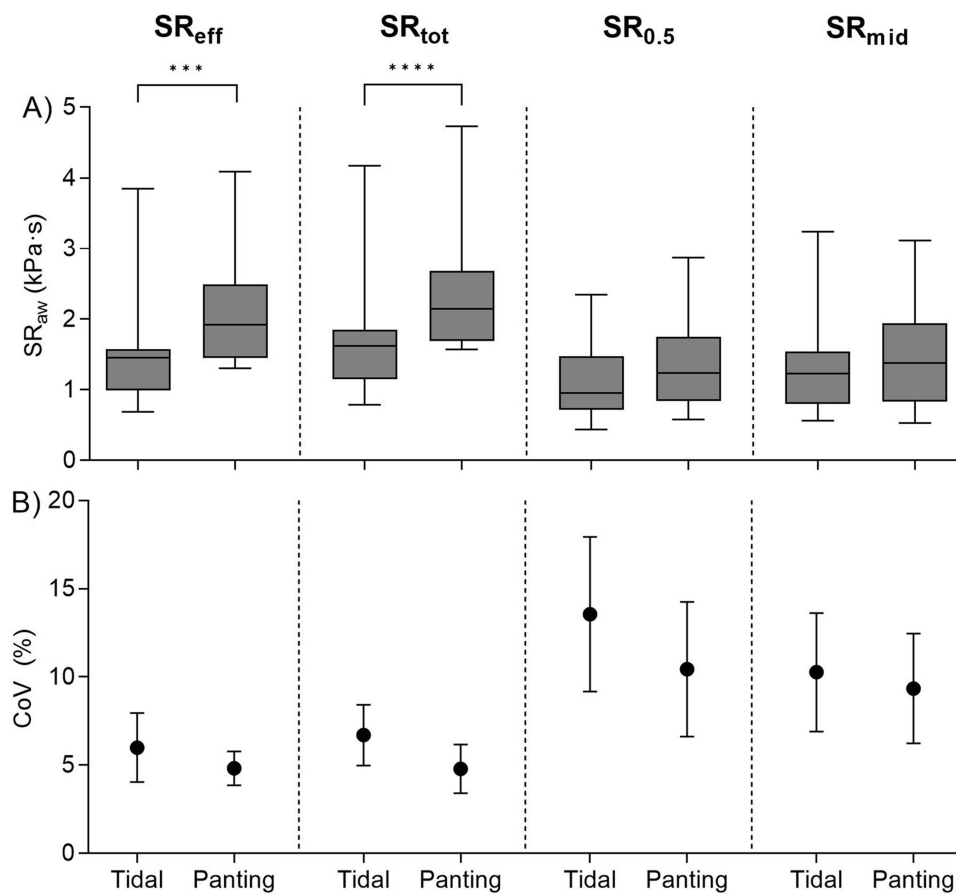 SReff SRtot SR0.5 SRmid
*** ****
A)
5
4
3
2
1
0
SRaw (kPa·s)
B)
20
15
10
5
0
CoV (%)
Tidal Panting Tidal Panting Tidal Panting Tidal Panting